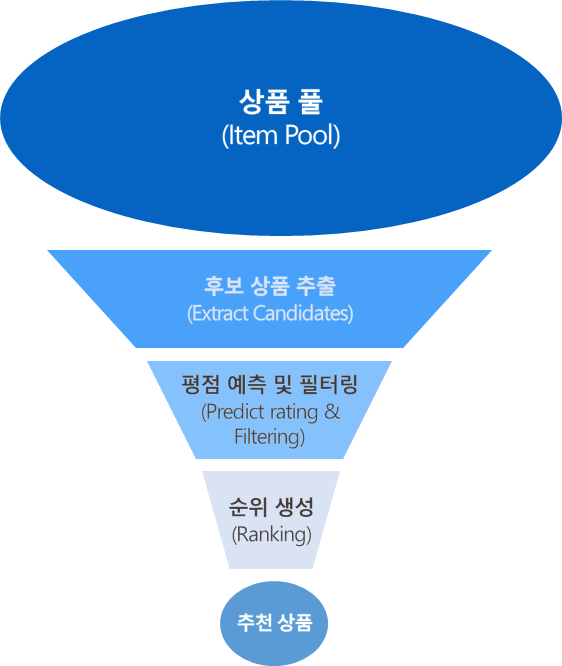 상품 풀
(Item Pool)
후보 상품 추출
(Extract Candidates)
평점 예측 및 필터링
(Predict rating &
Filtering)
순위 생성
(Ranking)
추천 상품